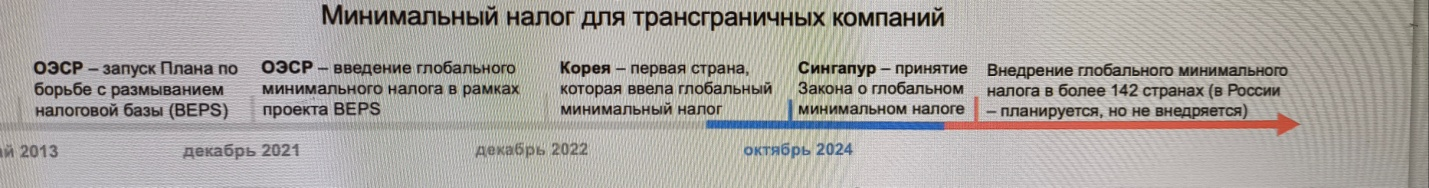 Минимальный налог для трансграничных компаний
ОЭСР – запуск Плана по
борьбе с размыванием
налоговой базы (BEPS)
ОЭСР – введение глобального
минимального налога в рамках
проекта BEPS
Корея – первая страна,
которая ввела глобальный
минимальный налог
Сингапур – принятие
Закона о глобальном
минимальном налоге
Внедрение глобального минимального
налога в более 142 странах (в России
– планируется, но не внедряется)
2013
декабрь 2021
декабрь 2022
октябрь 2024